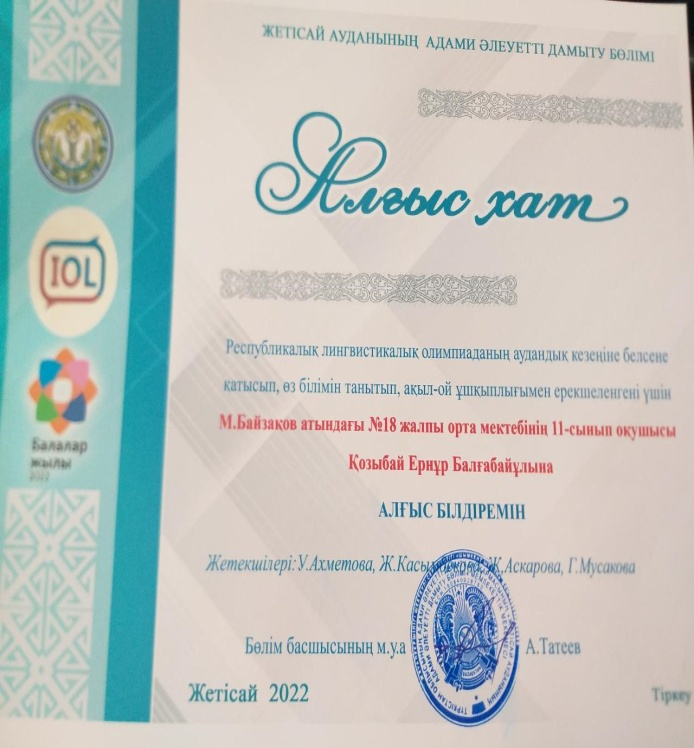 ЖЕТІСАЙ АУДАНЫНЫҢ АДАМИ ӘЛЕУЕТТІ ДАМЫТУ БӨЛІМІ
Алғыс хат
IOL
Балалар
жылы
2022
Республикалық лингвистикалық олимпиаданың аудандық кезеңіне белсене
қатысып, өз білімін танытып, ақыл-ой ұшқыплығымен ерекшеленгені үшін
М.Байзақов атындағы №18 жалпы орта мектебінің 11-сынып оқушысы
Қозыбай Ернұр Балғабайұлына
АЛҒЫС БІЛДІРЕМІН
Жетекшілері:У.Ахметова, Ж.Аскарова, Г.Мусакова
Бөлім басшысының м.у.а А.Татеев
Жетісай 2022
Тіркеу